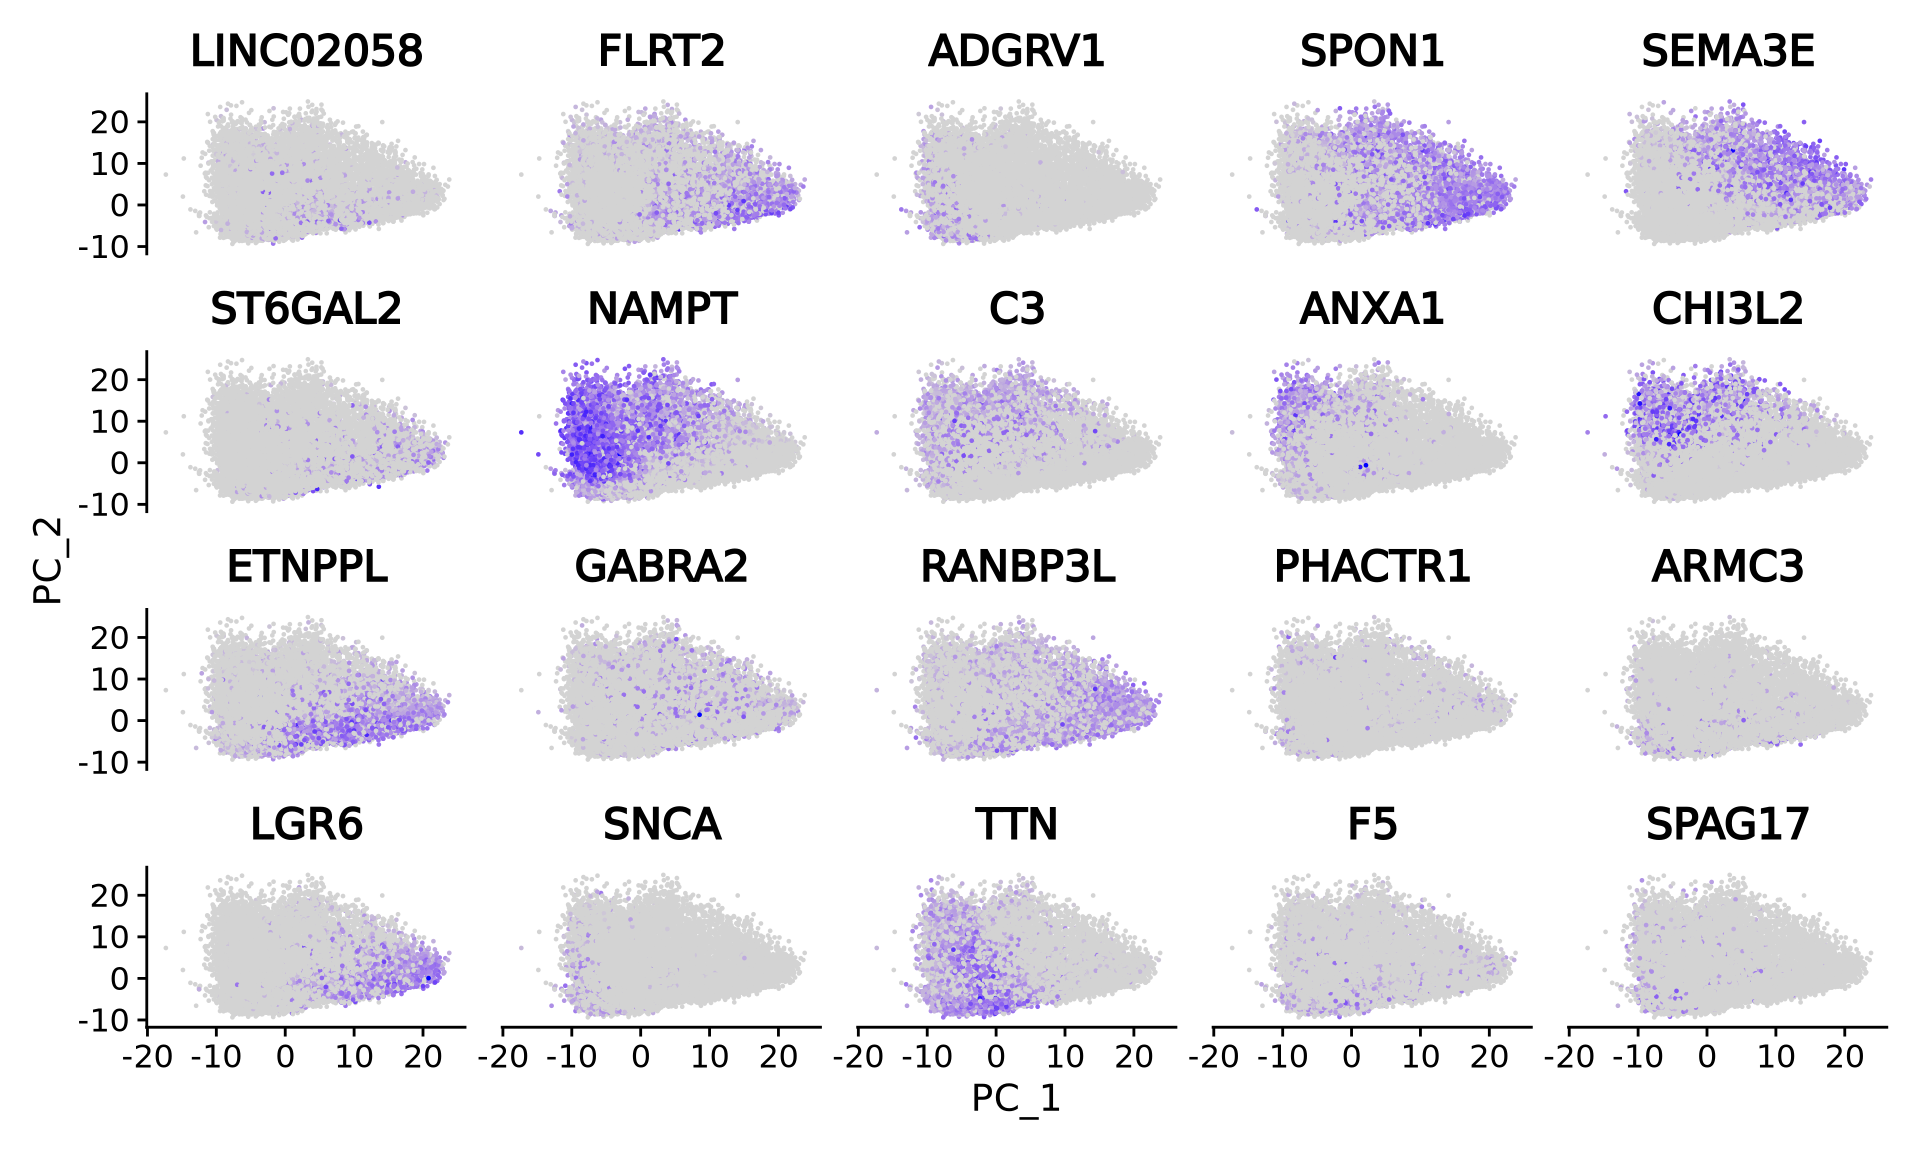 LINC02058 FLRT2 ADGRV1 SPON1 SEMA3E
20
10
0
-10
ST6GAL2 NAMPT C3 ANXA1 CHI3L2
20
10
0
-10
PC_2
ETNPPL GABRA2 RANBP3L PHACTR1 ARMC3
20
10
0
-10
LGR6 SNCA TTN F5 SPAG17
20
10
0
-10
-20 -10 0 10 20 -20 -10 0 10 20 -20 -10 0 10 20 -20 -10 0 10 20 -20 -10 0 10 20
PC_1